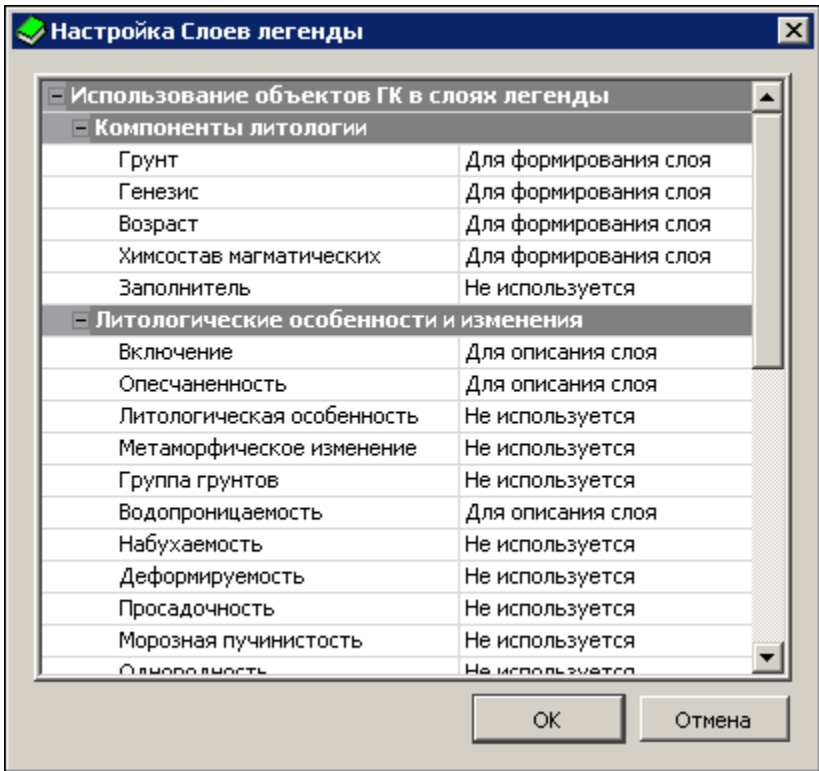 Настройка Слоев легенды
Использование объектов ГК в слоях легенды
Компоненты литологии
Грунт Для формирования слоя
Генезис Для формирования слоя
Возраст Для формирования слоя
Химсостав магматических Для формирования слоя
Заполнитель Не используется
Литологические особенности и изменения
Включение Для описания слоя
Опесчаненность Для описания слоя
Литологическая особенность Не используется
Метаморфическое изменение Не используется
Группа грунтов Не используется
Водопроницаемость Для описания слоя
Набухаемость Не используется
Деформируемость Не используется
Просадочность Не используется
Морозная пучинистость Не используется
Однородность Не используется
OK Отмена